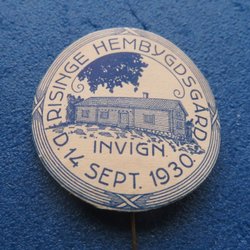 RISINGE HEMBYGDSGÅRD
INVIGN.
D. 14 SEPT. 1930.